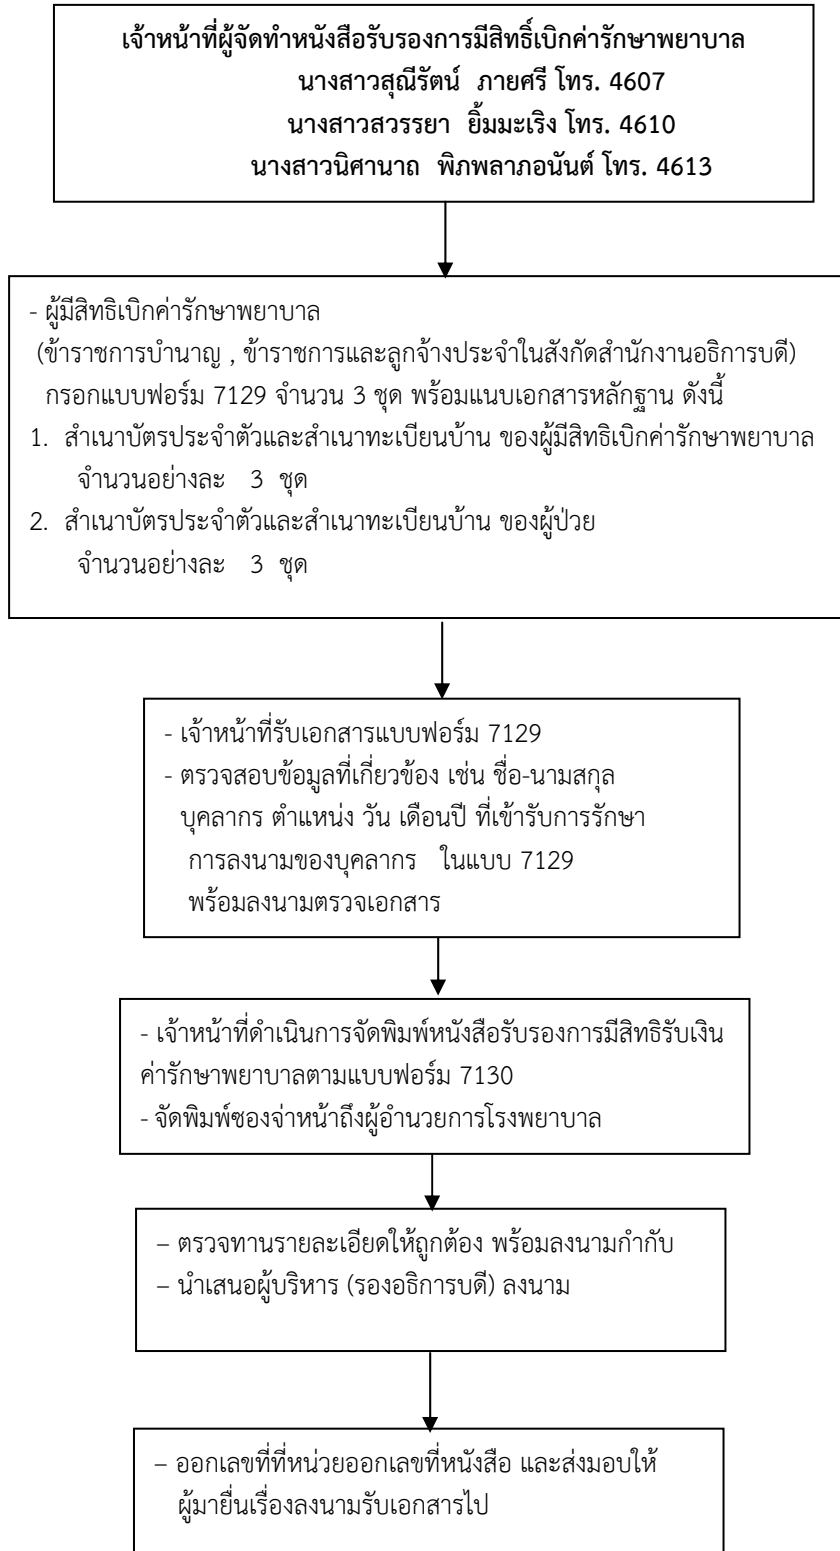 เจ้าหน้าที่ผู้จัดทำหนังสือรับรองการมีสิทธิ์เบิกค่ารักษาพยาบาล
นางสาวสุณีรัตน์ ภายศรี โทร. 4607
นางสาวสวรรยา ยิ้มมะเริง โทร. 4610
นางสาวนิศานาถ พิภพลาภอนันต์ โทร. 4613
- ผู้มีสิทธิเบิกค่ารักษาพยาบาล
(ข้าราชการบำนาญ , ข้าราชการและลูกจ้างประจำในสังกัดสำนักงานอธิการบดี)
กรอกแบบฟอร์ม 7129 จำนวน 3 ชุด พร้อมแนบเอกสารหลักฐาน ดังนี้
1. สำเนาบัตรประจำตัวและสำเนาทะเบียนบ้าน ของผู้มีสิทธิเบิกค่ารักษาพยาบาล
จำนวนอย่างละ 3 ชุด
2. สำเนาบัตรประจำตัวและสำเนาทะเบียนบ้าน ของผู้ป่วย
จำนวนอย่างละ 3 ชุด
- เจ้าหน้าที่รับเอกสารแบบฟอร์ม 7129
- ตรวจสอบข้อมูลที่เกี่ยวข้อง เช่น ชื่อ-นามสกุล
บุคลากร ตำแหน่ง วัน เดือนปี ที่เข้ารับการรักษา
การลงนามของบุคลากร ในแบบ 7129
พร้อมลงนามตรวจเอกสาร
- เจ้าหน้าที่ดำเนินการจัดพิมพ์หนังสือรับรองการมีสิทธิรับเงิน
ค่ารักษาพยาบาลตามแบบฟอร์ม 7130
- จัดพิมพ์ซองจ่าหน้าถึงผู้อำนวยการโรงพยาบาล
– ตรวจทานรายละเอียดให้ถูกต้อง พร้อมลงนามกำกับ
– นำเสนอผู้บริหาร (รองอธิการบดี) ลงนาม
– ออกเลขที่ที่หน่วยออกเลขที่หนังสือ และส่งมอบให้
ผู้มายื่นเรื่องลงนามรับเอกสารไป